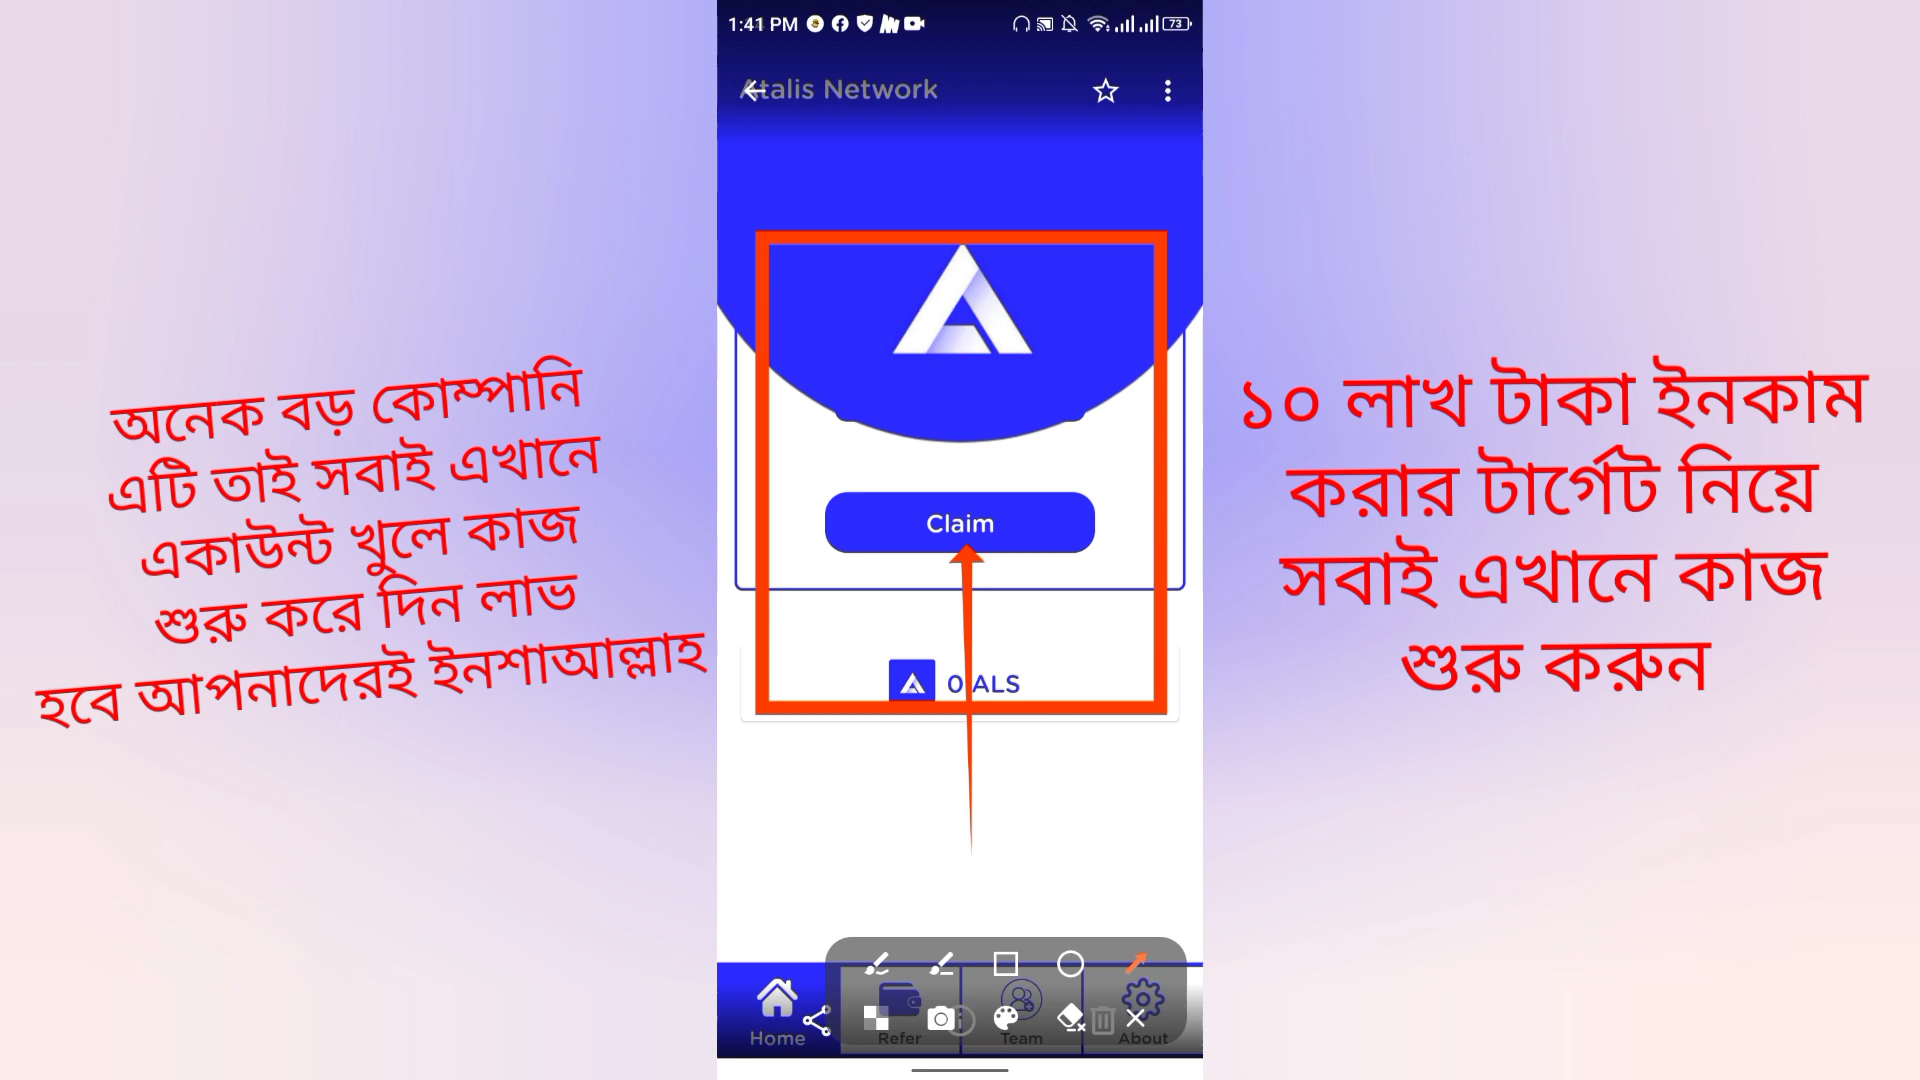 1:41 PM
73
Atalis Network
অনেক বড় কোম্পানি
এটি তাই সবাই এখানে
একাউন্ট খুলে কাজ
শুরু করে দিন লাভ
হবে আপনাদেরই ইনশাআল্লাহ
Claim
0 ALS
Home
Refer
Team
About
১০ লাখ টাকা ইনকাম
করার টার্গেট নিয়ে
সবাই এখানে কাজ
শুরু করুন